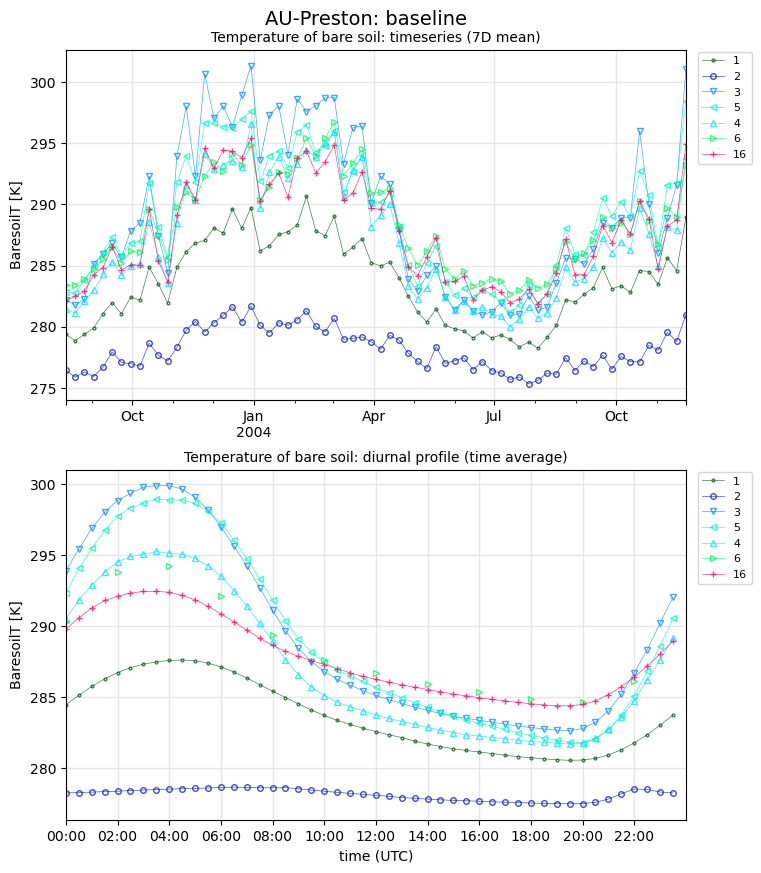 AU-Preston: baseline
Temperature of bare soil: timeseries (7D mean)
BaresoilT [K]
300
295
290
285
280
275
Oct
Jan
2004
Apr
Jul
Oct
1
2
3
5
4
6
16
Temperature of bare soil: diurnal profile (time average)
BaresoilT [K]
300
295
290
285
280
00:00 02:00 04:00 06:00 08:00 10:00 12:00 14:00 16:00 18:00 20:00 22:00
time (UTC)
1
2
3
5
4
6
16